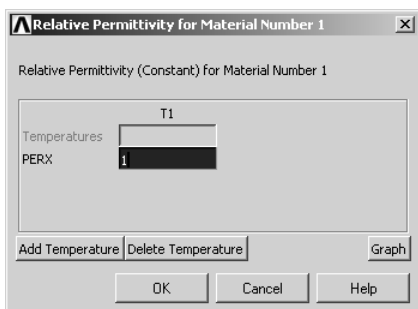 Relative Permittivity for Material Number 1
Relative Permittivity (Constant) for Material Number 1
T1
Temperatures
PERX 1
Add Temperature Delete Temperature Graph
OK Cancel Help